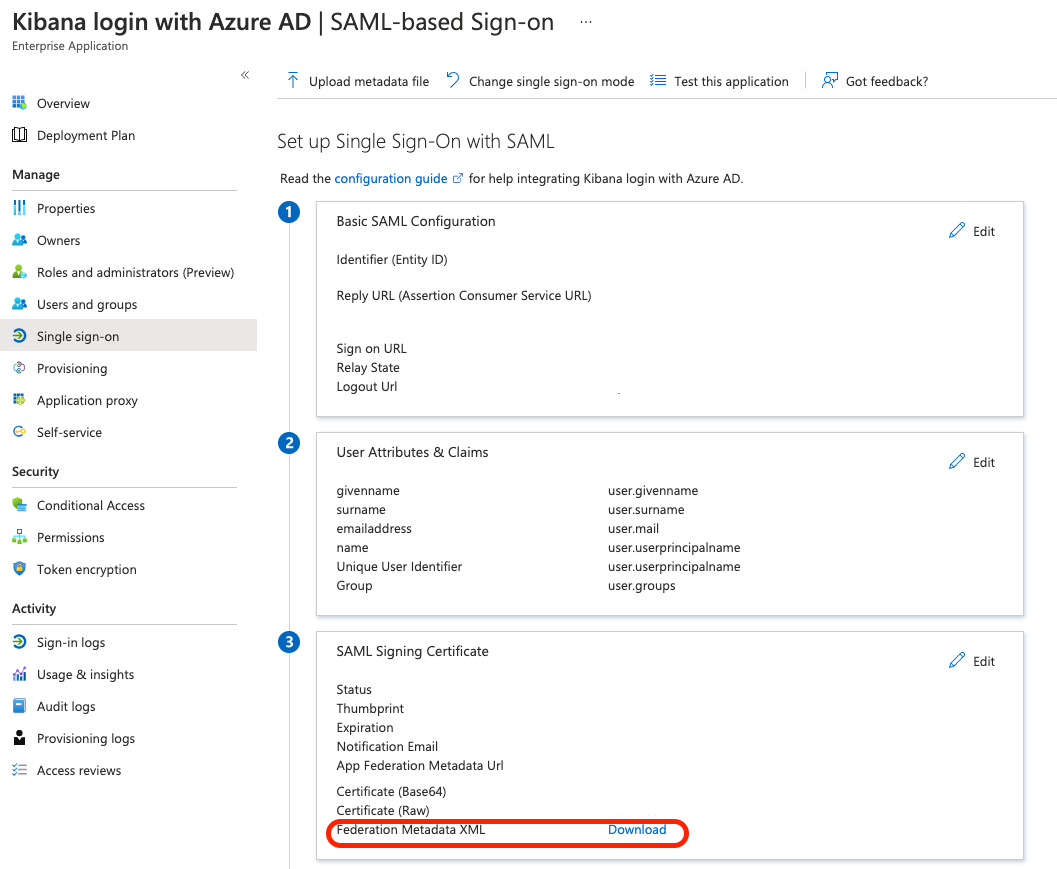 Kibana login with Azure AD | SAML-based Sign-on ...
Enterprise Application
«
Overview
Deployment Plan
Manage
Properties
Owners
Roles and administrators (Preview)
Users and groups
Single sign-on
Provisioning
Application proxy
Self-service
Security
Conditional Access
Permissions
Token encryption
Activity
Sign-in logs
Usage & insights
Audit logs
Provisioning logs
Access reviews
Upload metadata file Change single sign-on mode Test this application Got feedback?
Set up Single Sign-On with SAML
Read the configuration guide for help integrating Kibana login with Azure AD.
1
Basic SAML Configuration
Edit
Identifier (Entity ID)
Reply URL (Assertion Consumer Service URL)
Sign on URL
Relay State
Logout Url
2
User Attributes & Claims
Edit
givenname user.givenname
surname user.surname
emailaddress user.mail
name user.userprincipalname
Unique User Identifier user.userprincipalname
Group user.groups
3
SAML Signing Certificate
Edit
Status
Thumbprint
Expiration
Notification Email
App Federation Metadata Url
Certificate (Base64)
Certificate (Raw)
Federation Metadata XML Download